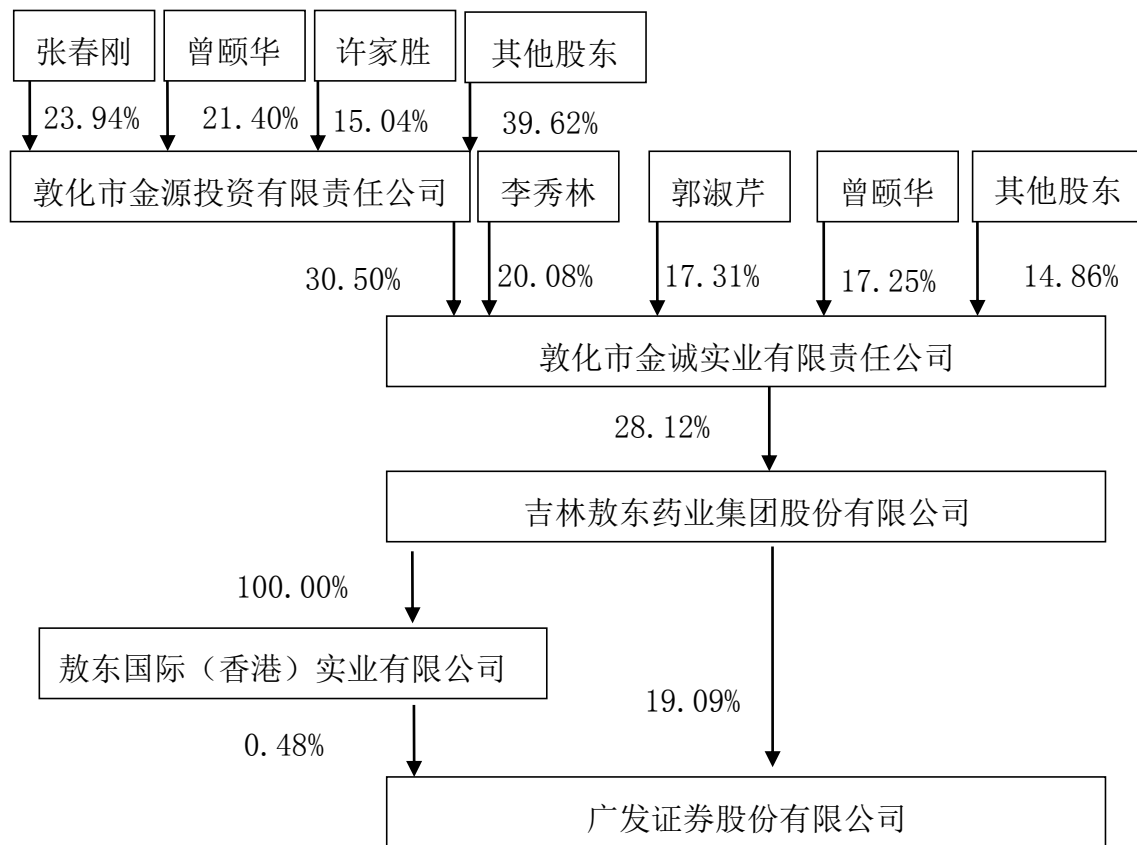 张春刚
曾颐华
许家胜
其他股东
23.94%
21.40%
15.04%
39.62%
敦化市金源投资有限责任公司
李秀林
郭淑芹
曾颐华
其他股东
30.50%
20.08%
17.31%
17.25%
14.86%
敦化市金诚实业有限责任公司
28.12%
吉林敖东药业集团股份有限公司
100.00%
敖东国际（香港）实业有限公司
19.09%
0.48%
广发证券股份有限公司